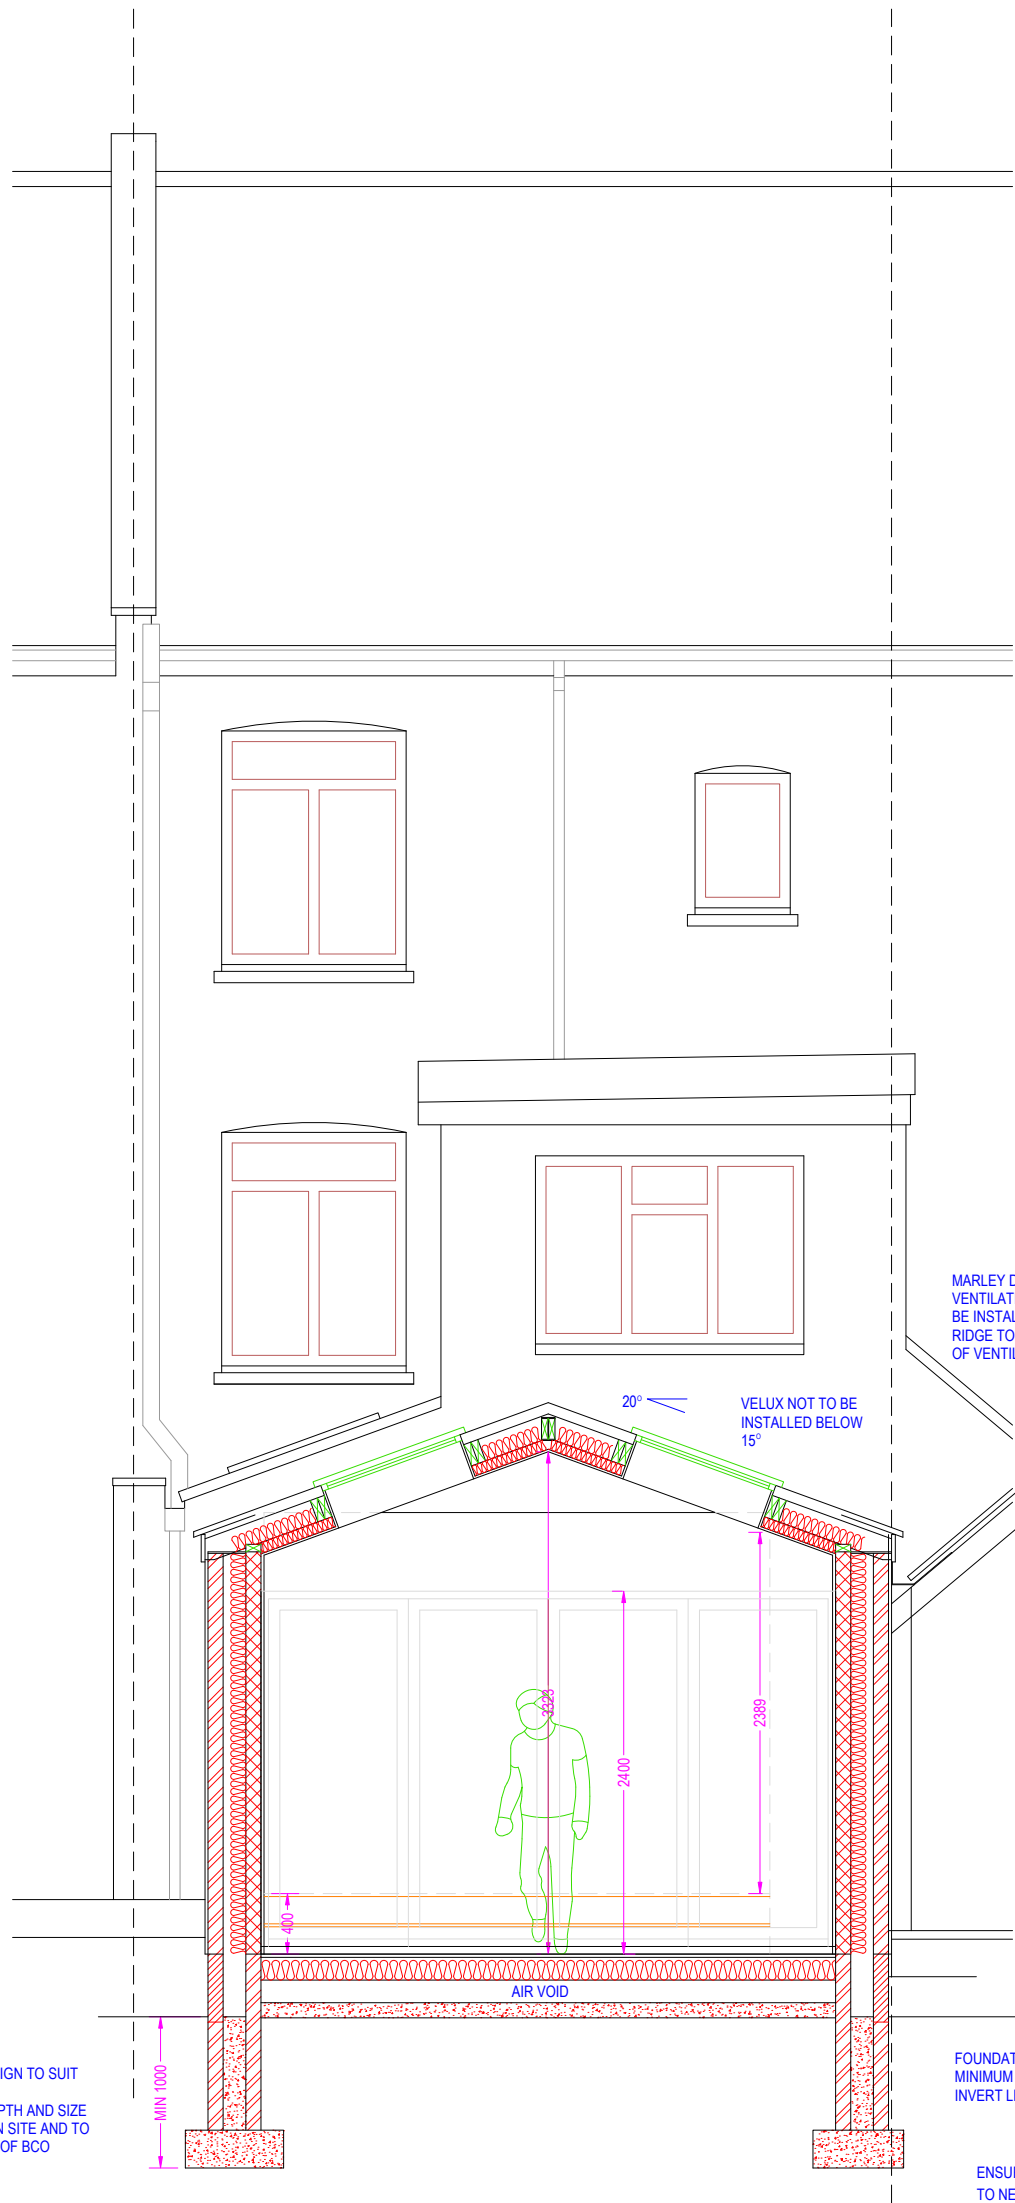 MARLEY D
VENTILAT
BE INSTAL
RIDGE TO
OF VENTIL
20°
VELUX NOT TO BE
INSTALLED BELOW
15°
3323
2400
2389
400
AIR VOID
MIN 1000
IGN TO SUIT
PTH AND SIZE
N SITE AND TO
OF BCO
FOUNDAT
MINIMUM
INVERT L
ENSU
TO NE